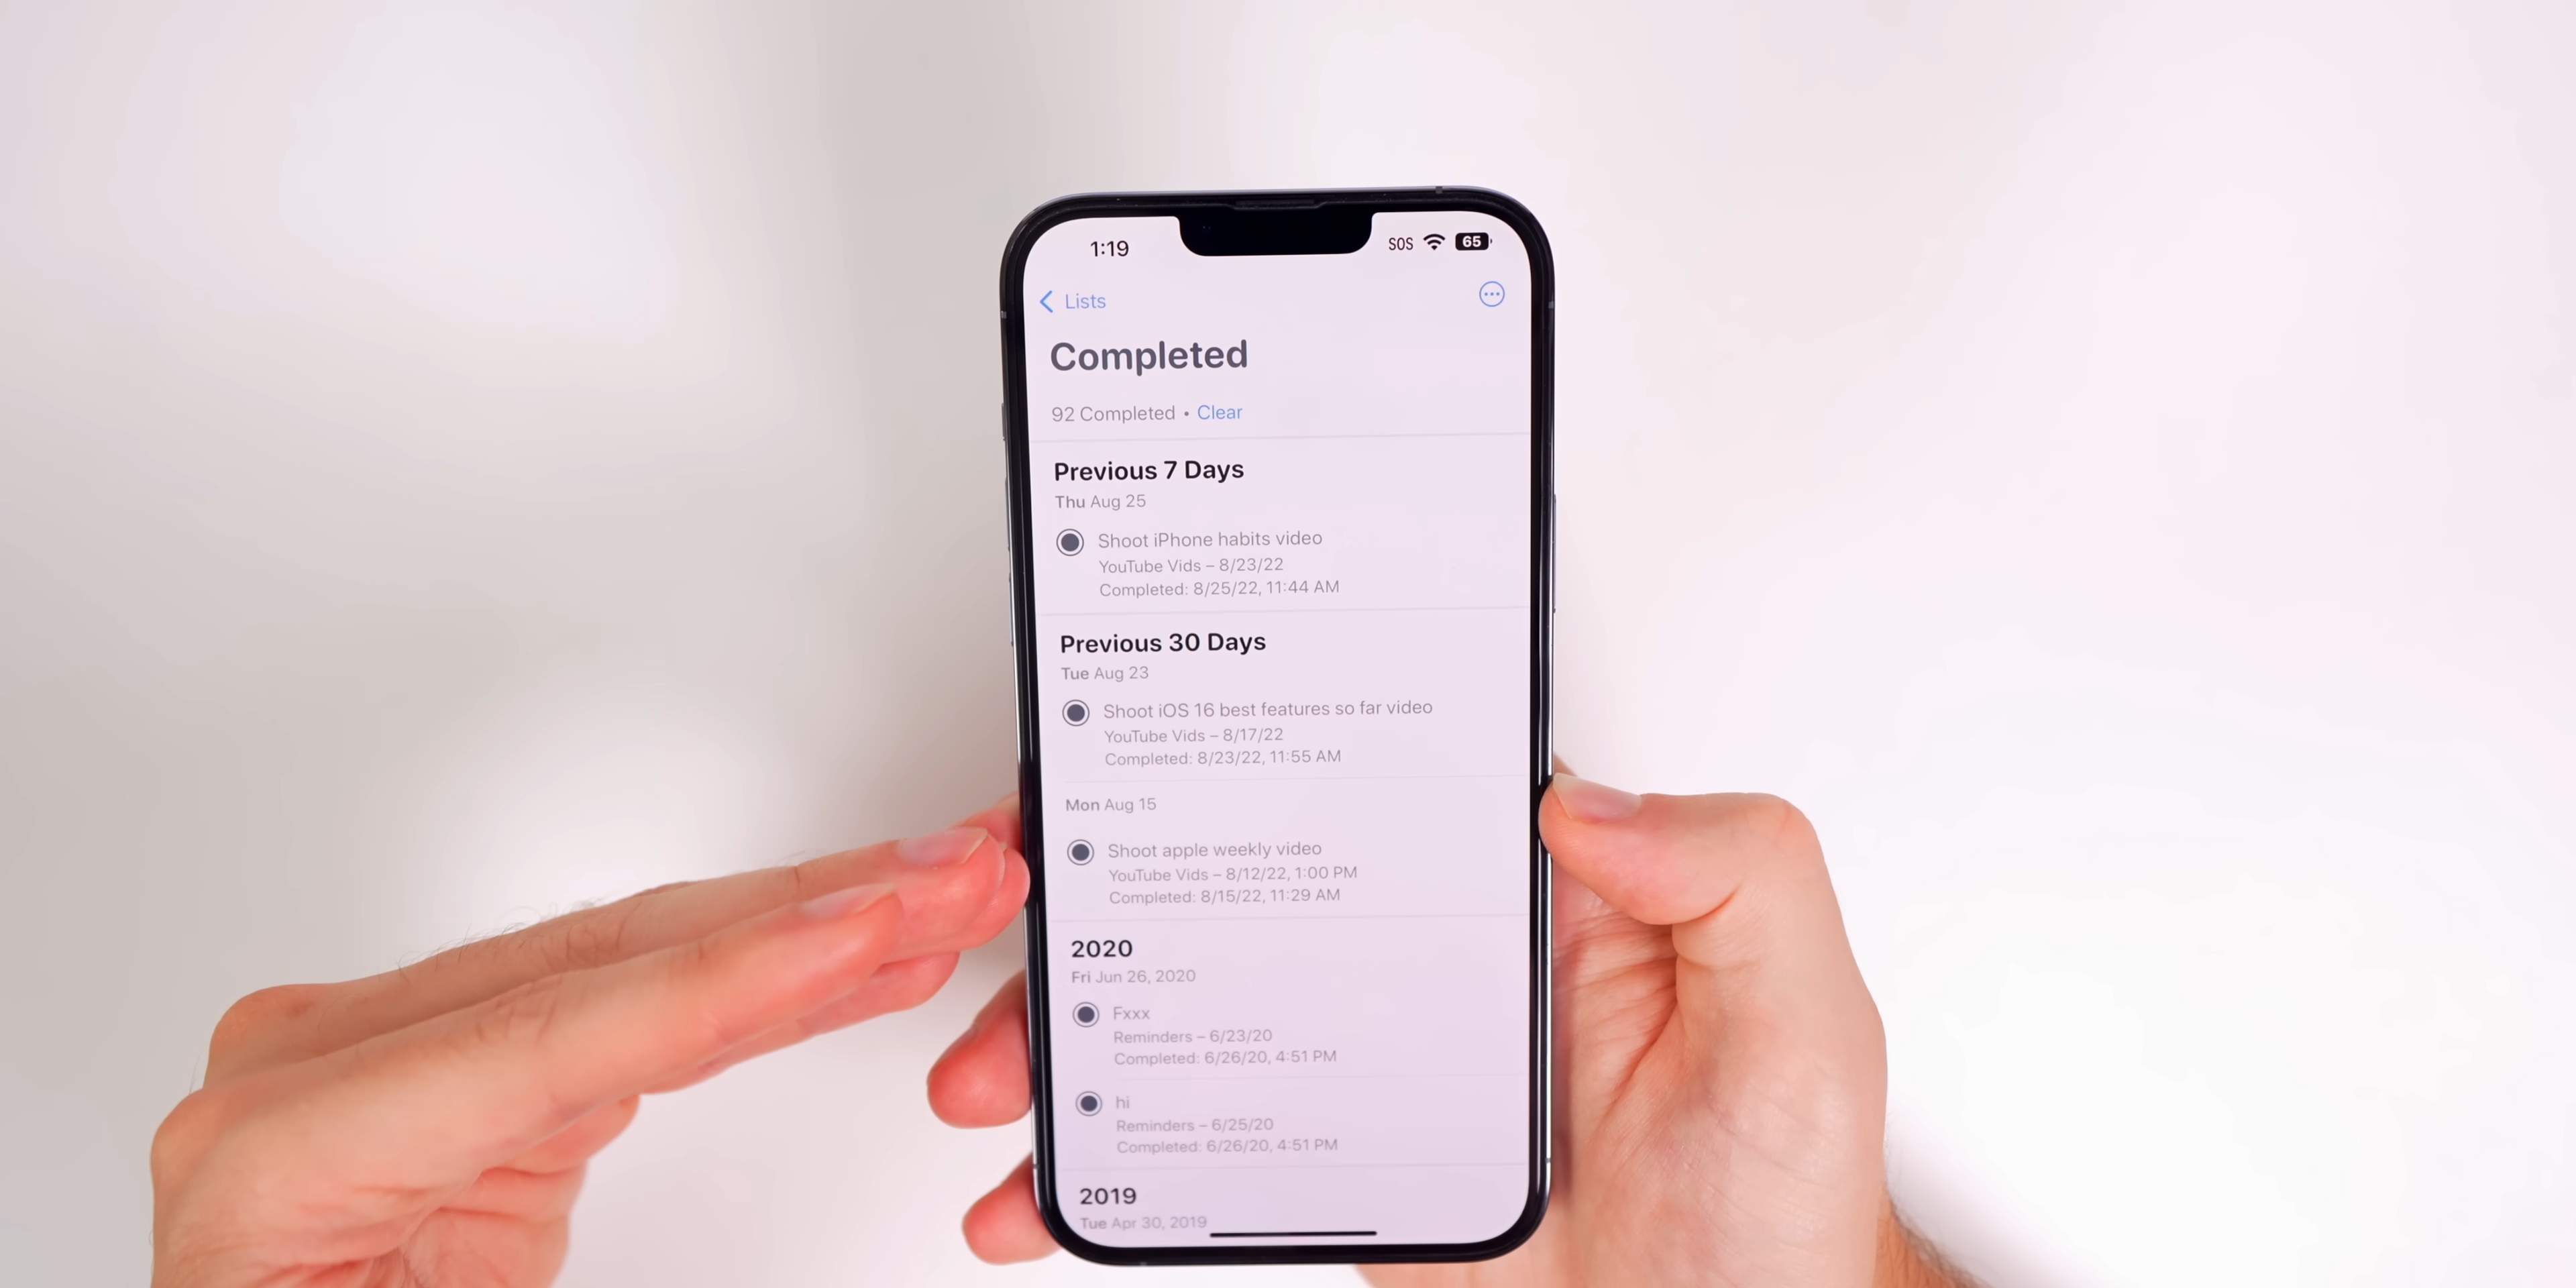 1:19
SOS
65
Lists
Completed
92 Completed • Clear
Previous 7 Days
Thu Aug 25
Shoot iPhone habits video
YouTube Vids – 8/23/22
Completed: 8/25/22, 11:44 AM
Previous 30 Days
Tue Aug 23
Shoot iOS 16 best features so far video
YouTube Vids – 8/17/22
Completed: 8/23/22, 11:55 AM
Mon Aug 15
Shoot apple weekly video
YouTube Vids – 8/12/22, 1:00 PM
Completed: 8/15/22, 11:29 AM
2020
Fri Jun 26, 2020
Fxxx
Reminders – 6/23/20
Completed: 6/26/20, 4:51 PM
hi
Reminders – 6/25/20
Completed: 6/26/20, 4:51 PM
2019
Tue Apr 30, 2019